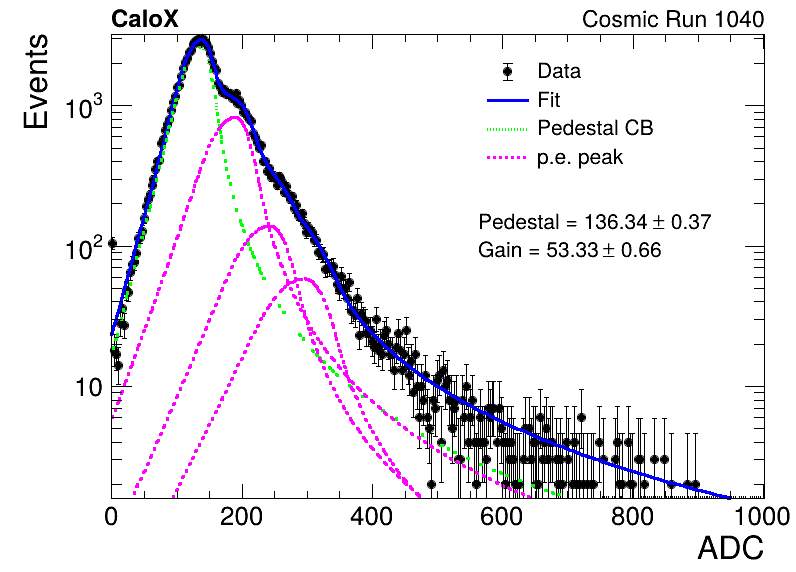 CaloX Cosmic Run 1040
Events
Data
Fit
Pedestal CB
p.e. peak
Pedestal = 136.34 ± 0.37
Gain = 53.33 ± 0.66
10³
10²
10
0 200 400 600 800 1000
ADC